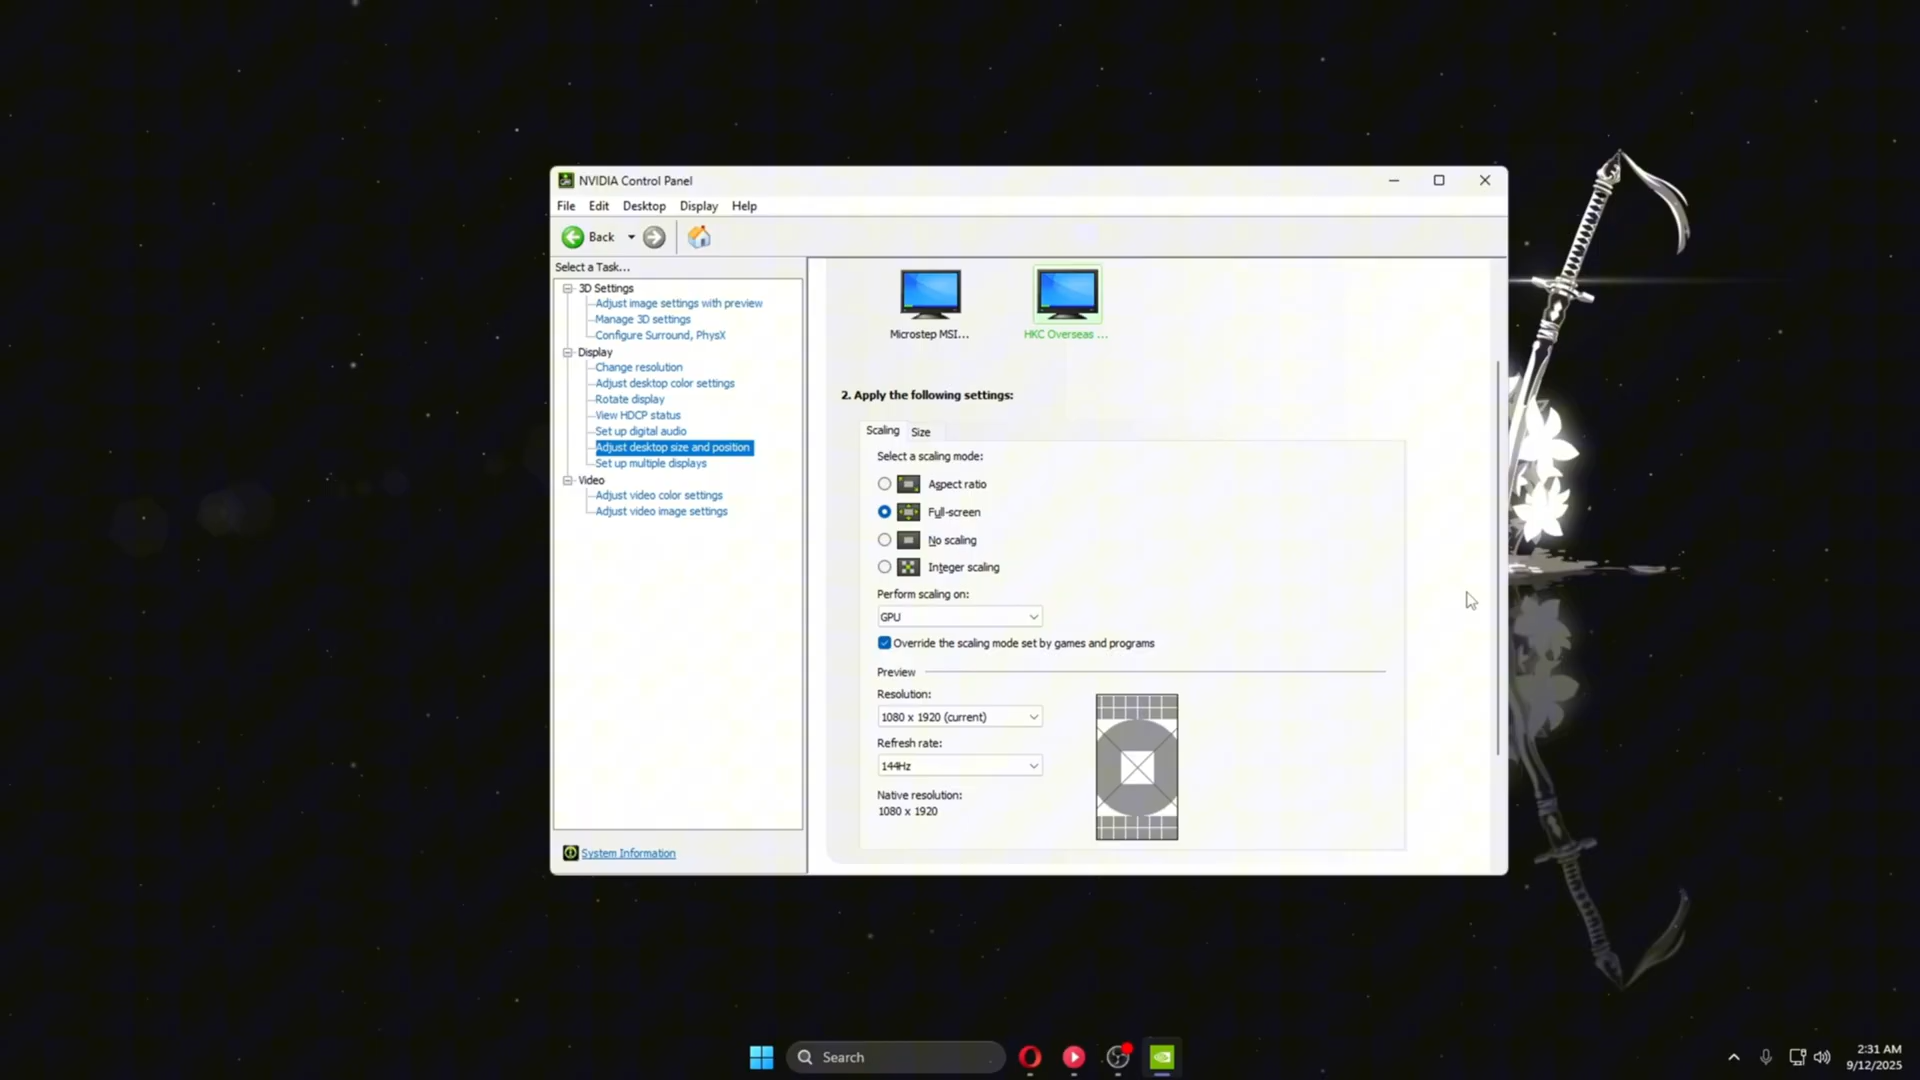 NVIDIA Control Panel
File Edit Desktop Display Help
Back
Select a Task...
3D Settings
Adjust image settings with preview
Manage 3D settings
Configure Surround, PhysX
Display
Change resolution
Adjust desktop color settings
Rotate display
View HDCP status
Set up digital audio
Adjust desktop size and position
Set up multiple displays
Video
Adjust video color settings
Adjust video image settings
System Information
Microstep MSI...
HKC Overseas ...
2. Apply the following settings:
Scaling Size
Select a scaling mode:
Aspect ratio
Full-screen
No scaling
Integer scaling
Perform scaling on:
GPU
Override the scaling mode set by games and programs
Preview
Resolution:
1080 x 1920 (current)
Refresh rate:
144Hz
Native resolution:
1080 x 1920
Search
2:31 AM
9/12/2025